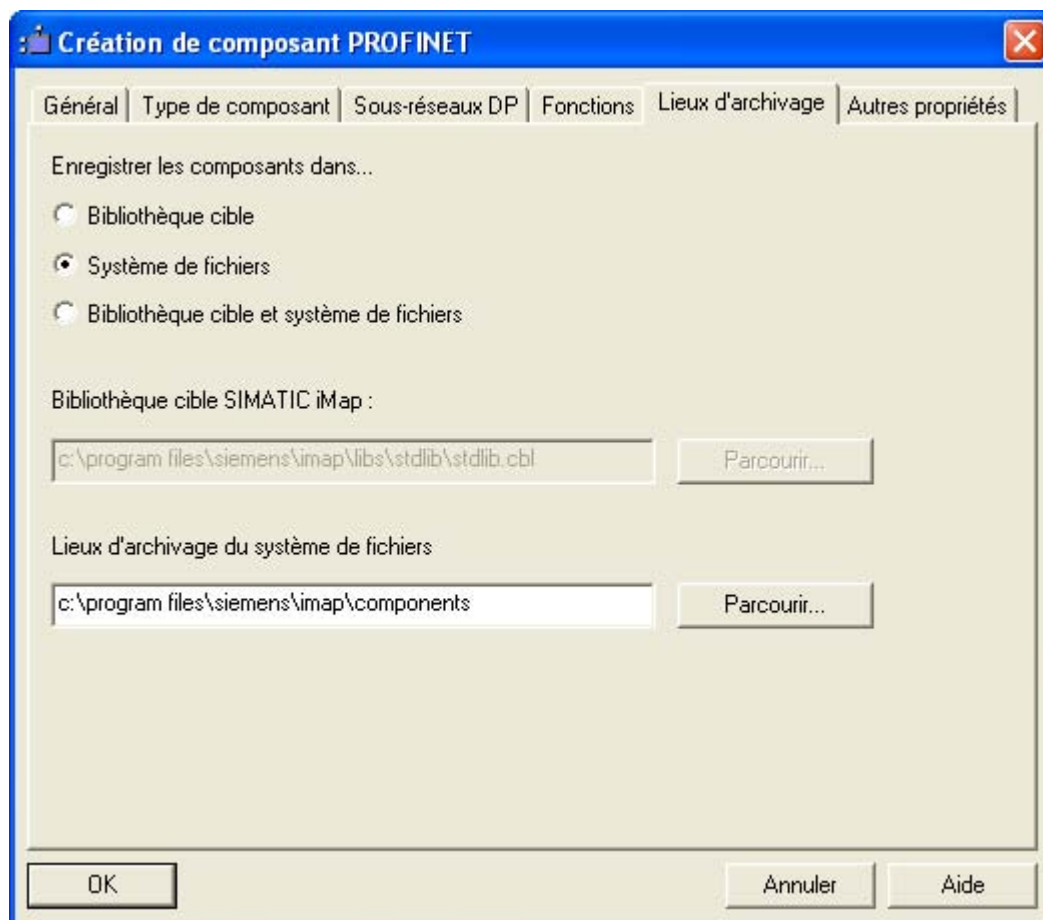 Création de composant PROFINET
Général Type de composant Sous-réseaux DP Fonctions Lieux d'archivage Autres propriétés
Enregistrer les composants dans...
Bibliothèque cible
Système de fichiers
Bibliothèque cible et système de fichiers
Bibliothèque cible SIMATIC iMap :
c:\program files\siemens\imap\libs\stdlib\stdlib.cbl Parcourir...
Lieux d'archivage du système de fichiers
c:\program files\siemens\imap\components Parcourir...
OK Annuler Aide